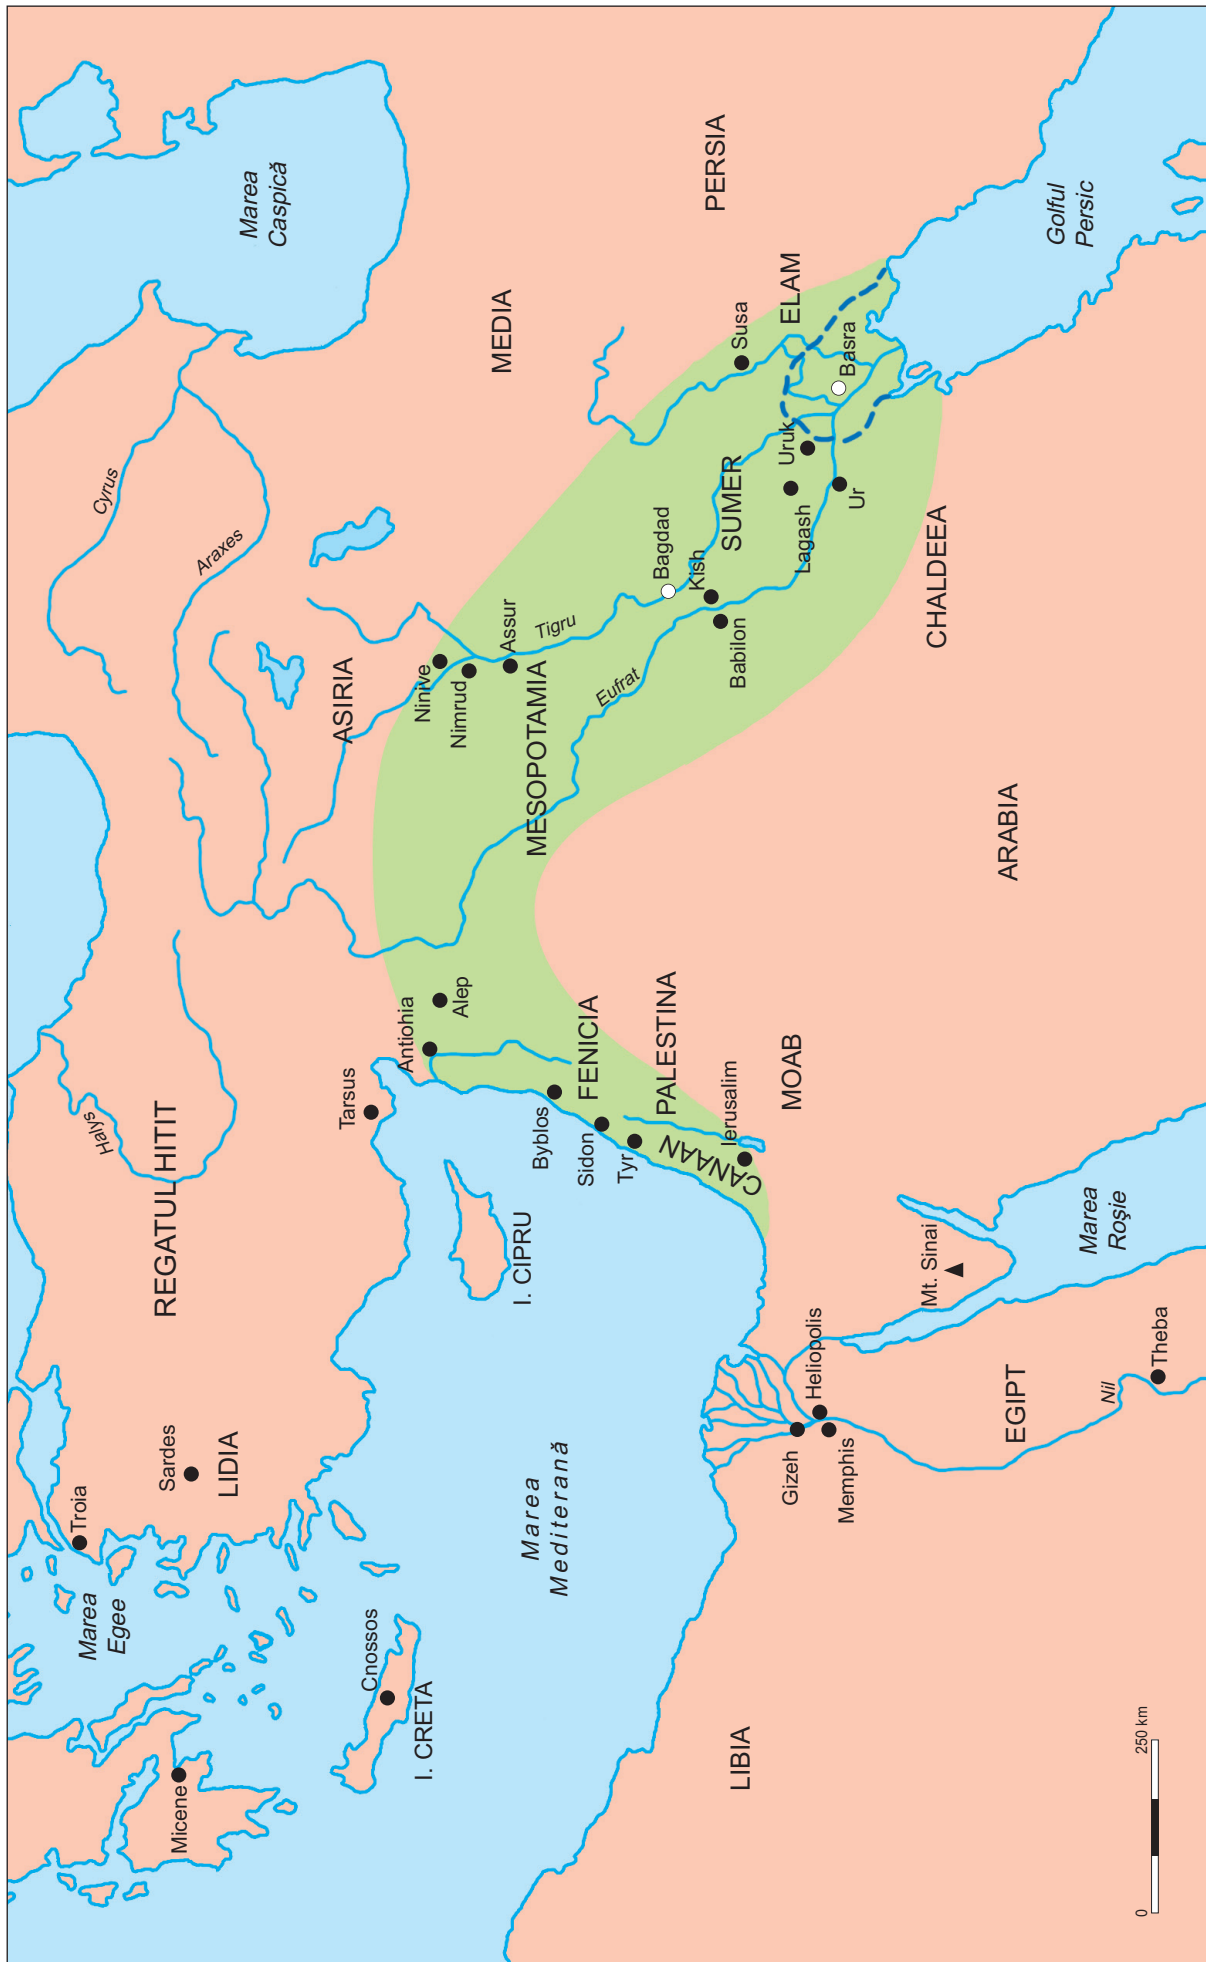 Marea
Caspică
Cyrus
Araxes
Halys
REGATUL HITIT
Troia
Sardes
LIDIA
Marea
Egee
Micene
Cnossos
I. CRETA
Tarsus
I. CIPRU
Marea
Mediterană
ASIRIA
Ninive
Nimrud
Assur
Tigru
MESOPOTAMIA
Eufrat
MEDIA
PERSIA
Bagdad
Kish
Babilon
SUMER
Susa
ELAM
Uruk
Lagash
Ur
Basra
CHALDEEA
Golful
Persic
Antiohia
Alep
FENICIA
Byblos
Sidon
Tyr
PALESTINA
CANAAN
Ierusalim
MOAB
ARABIA
Mt. Sinai
Marea
Roşie
Heliopolis
Gizeh
Memphis
EGIPT
Nil
Theba
LIBIA
0
250 km